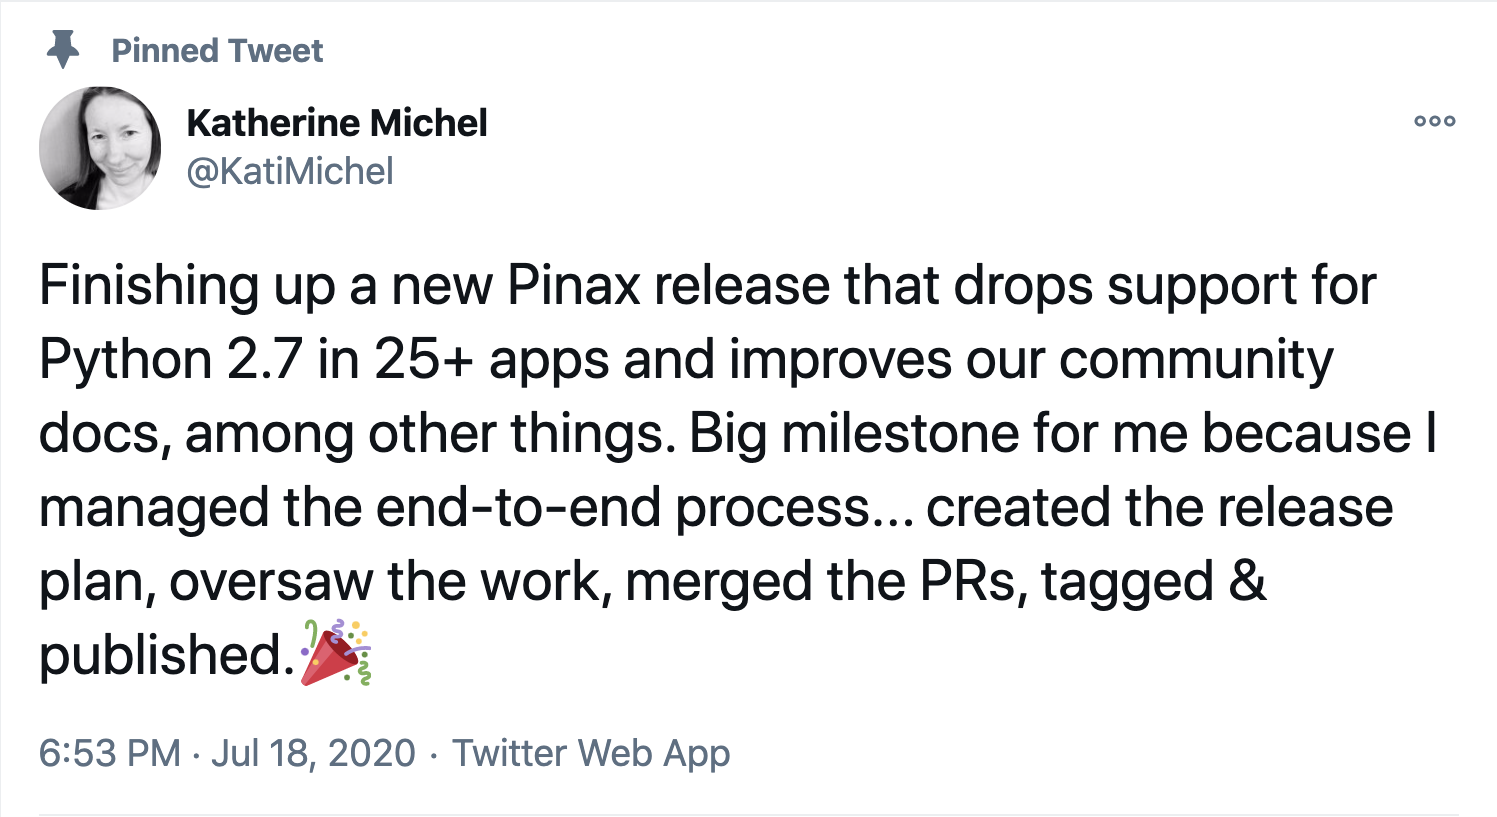 Pinned Tweet
Katherine Michel
@KatiMichel
Finishing up a new Pinax release that drops support for
Python 2.7 in 25+ apps and improves our community
docs, among other things. Big milestone for me because I
managed the end-to-end process... created the release
plan, oversaw the work, merged the PRs, tagged &
published.🎉
6:53 PM · Jul 18, 2020 · Twitter Web App